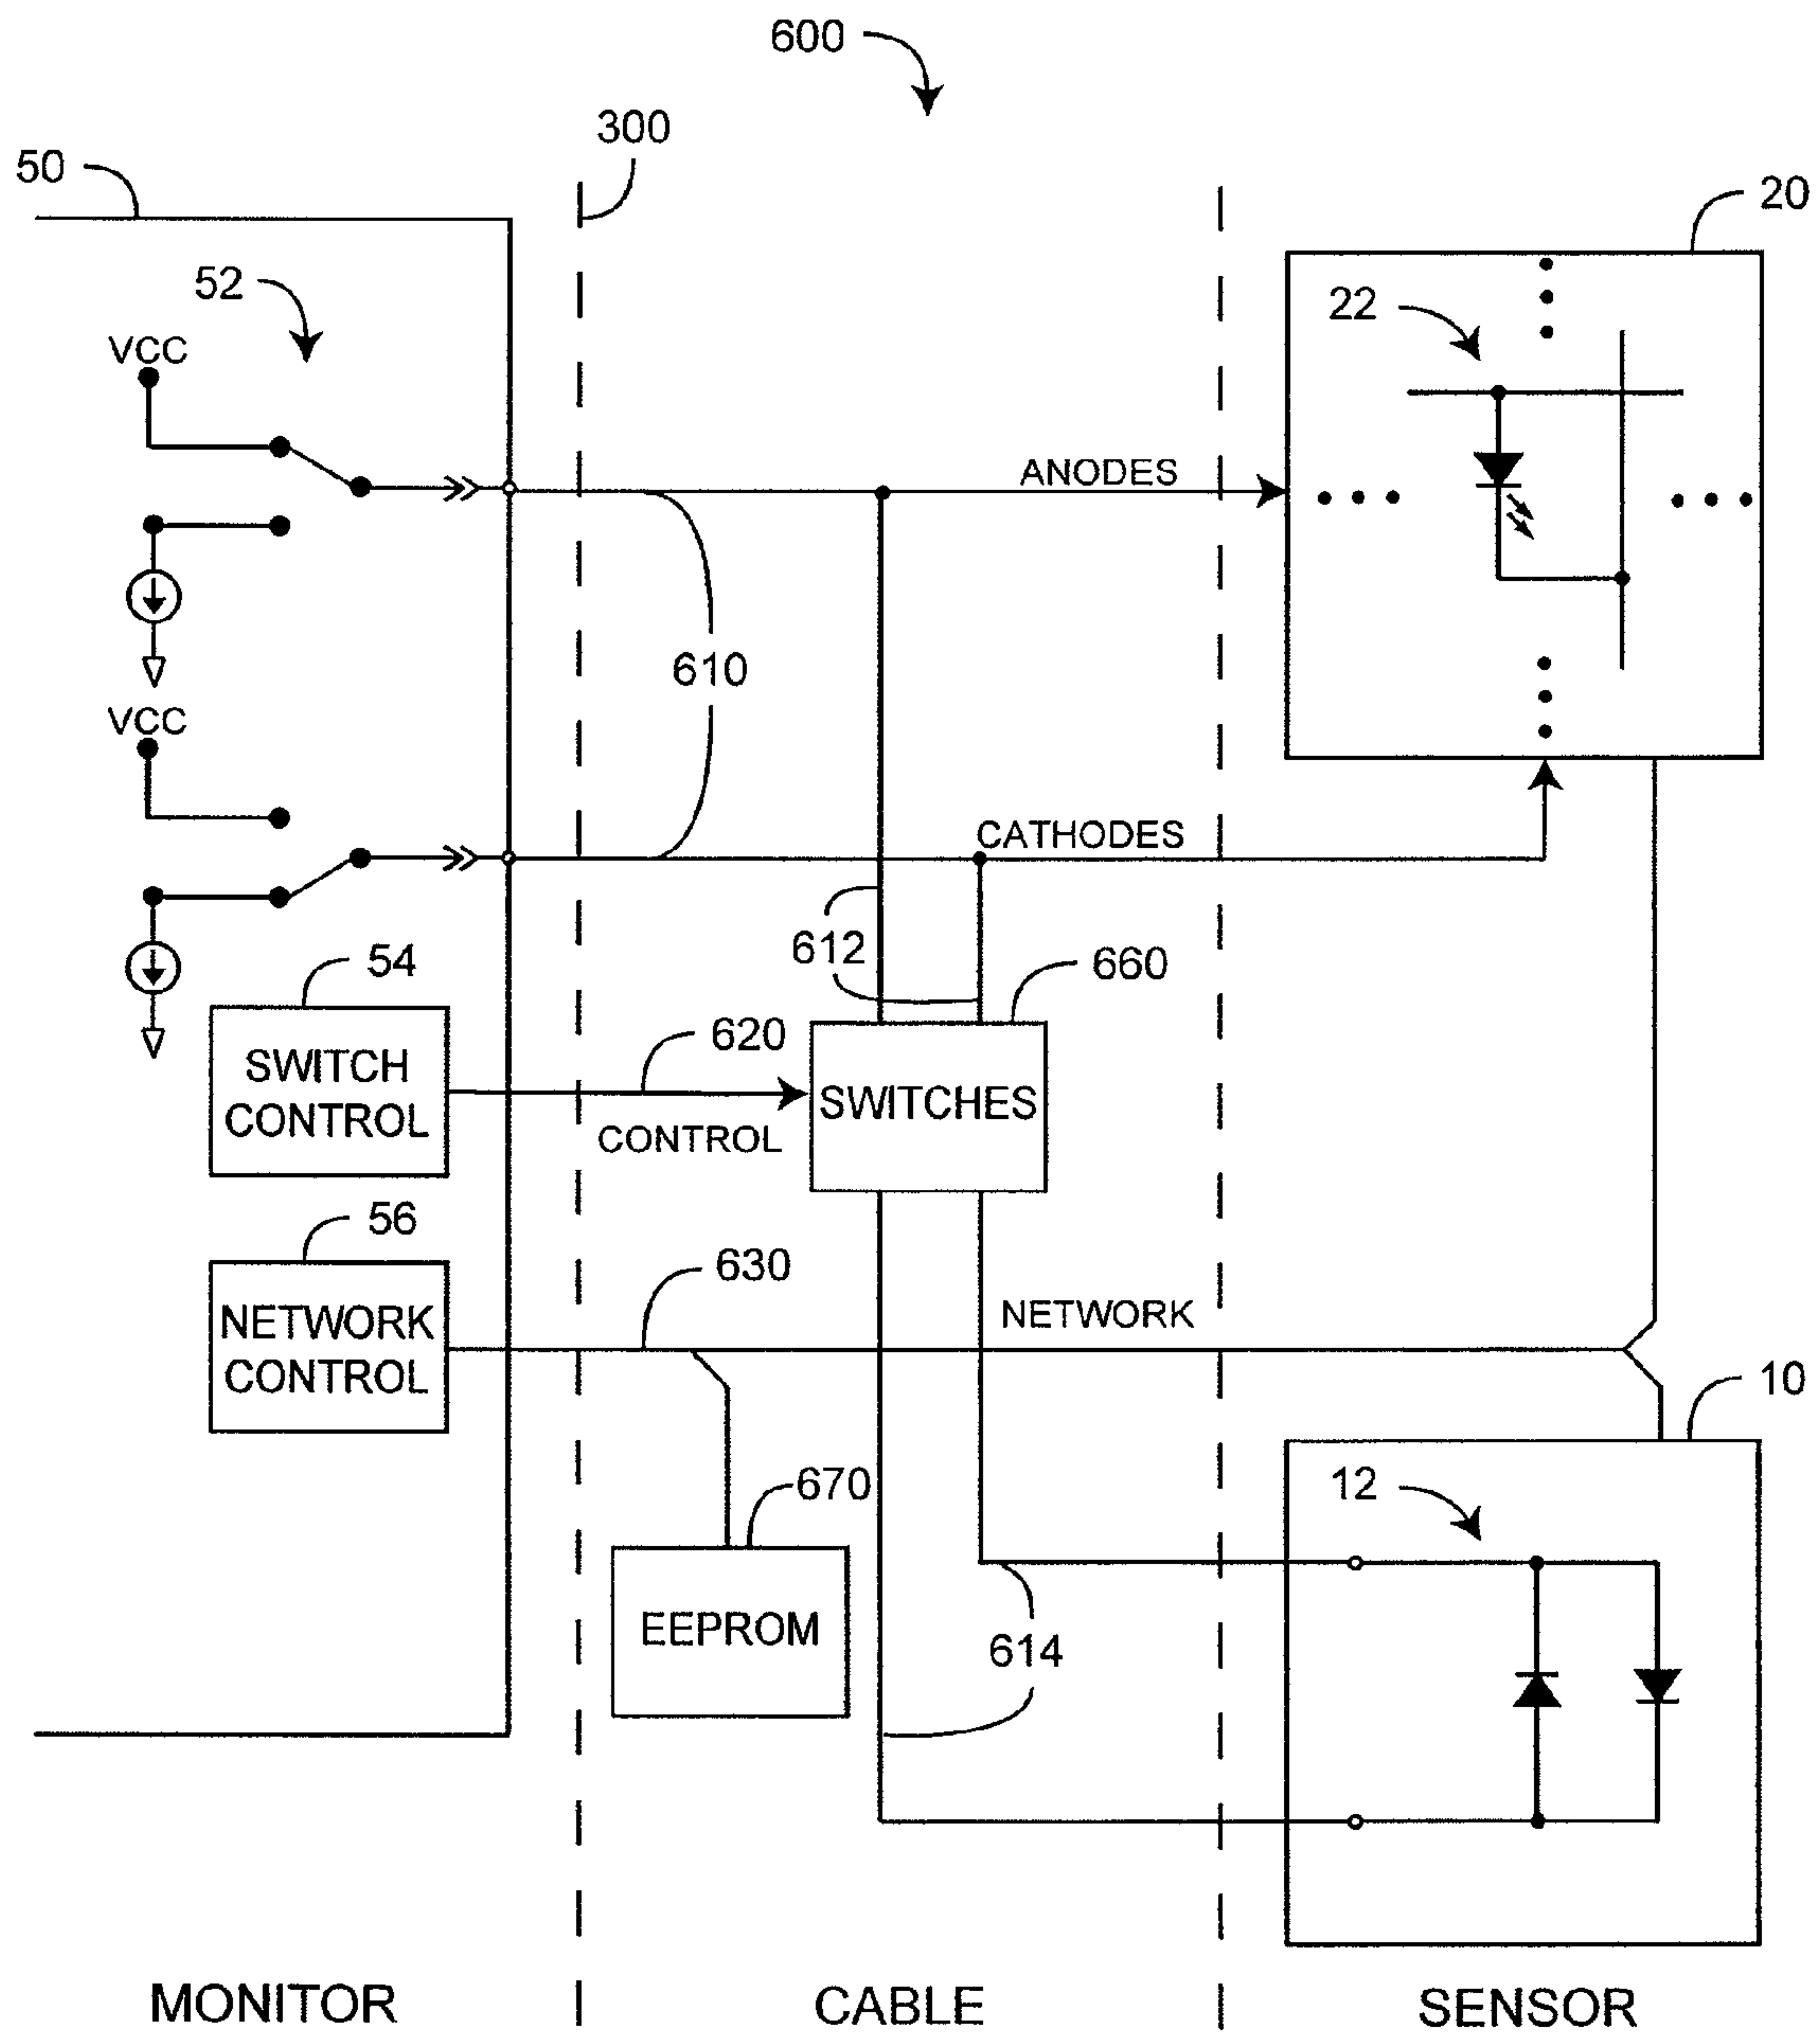 600
300
50
20
52
22
VCC
ANODES
610
VCC
CATHODES
612
54
660
620
SWITCH
CONTROL
SWITCHES
CONTROL
56
630
NETWORK
NETWORK
CONTROL
10
670
12
EEPROM
614
MONITOR
CABLE
SENSOR